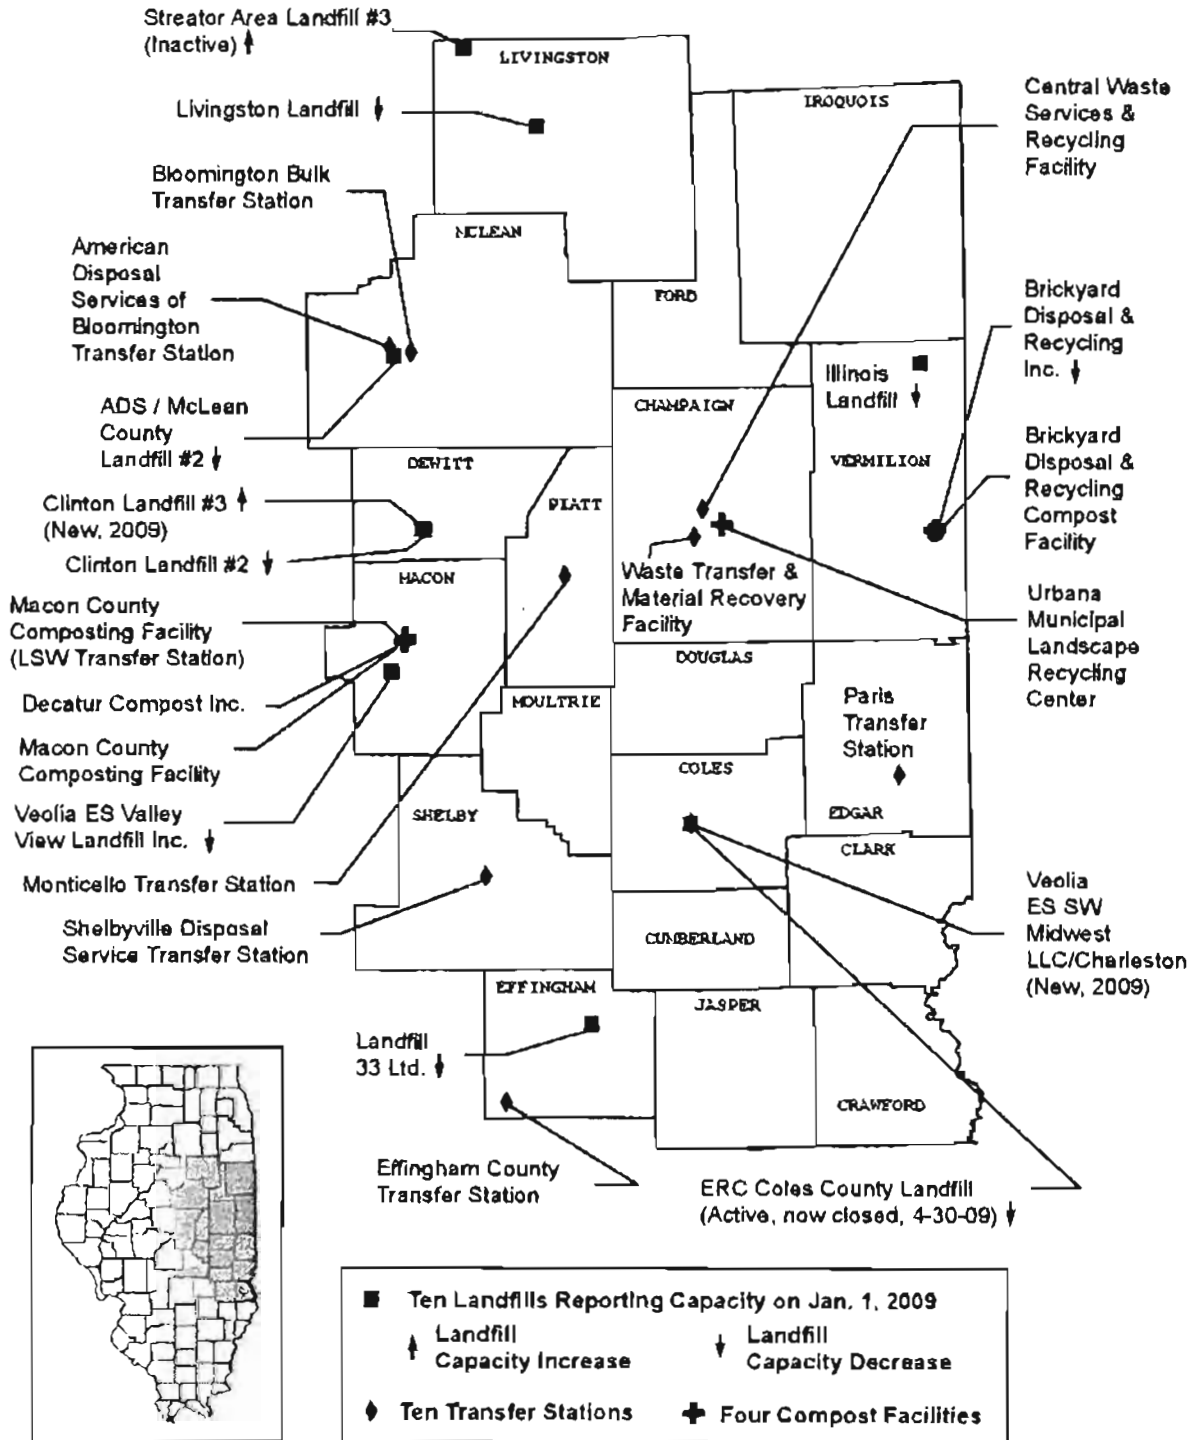 Streator Area Landfill #3
(Inactive)
LIVINGSTON
Livingston Landfill
IROQUOIS
Central Waste
Services &
Recycling
Facility
Bloomington Bulk
Transfer Station
MCLEAN
American
Disposal
Services of
Bloomington
Transfer Station
FORD
Brickyard
Disposal &
Recycling
Inc.
Illinois
Landfill
ADS / McLean
County
Landfill #2
CHAMPAIGN
Brickyard
Disposal &
Recycling
Compost
Facility
DEWITT
VERMILION
Clinton Landfill #3
(New, 2009)
PIATT
Clinton Landfill #2
MACON
Waste Transfer &
Material Recovery
Facility
Urbana
Municipal
Landscape
Recycling
Center
Macon County
Composting Facility
(LSW Transfer Station)
DOUGLAS
Decatur Compost Inc.
MOULTRIE
Paris
Transfer
Station
Macon County
Composting Facility
COLES
Veolia ES Valley
View Landfill Inc.
SHELBY
EDGAR
CLARK
Monticello Transfer Station
Veolia
ES SW
Midwest
LLC/Charleston
(New, 2009)
Shelbyville Disposal
Service Transfer Station
CUMBERLAND
EFFINGHAM
JASPER
Landfill
33 Ltd.
CRAWFORD
Effingham County
Transfer Station
ERC Coles County Landfill
(Active, now closed, 4-30-09)
Ten Landfills Reporting Capacity on Jan. 1, 2009
Landfill
Capacity Increase
Landfill
Capacity Decrease
Ten Transfer Stations
Four Compost Facilities